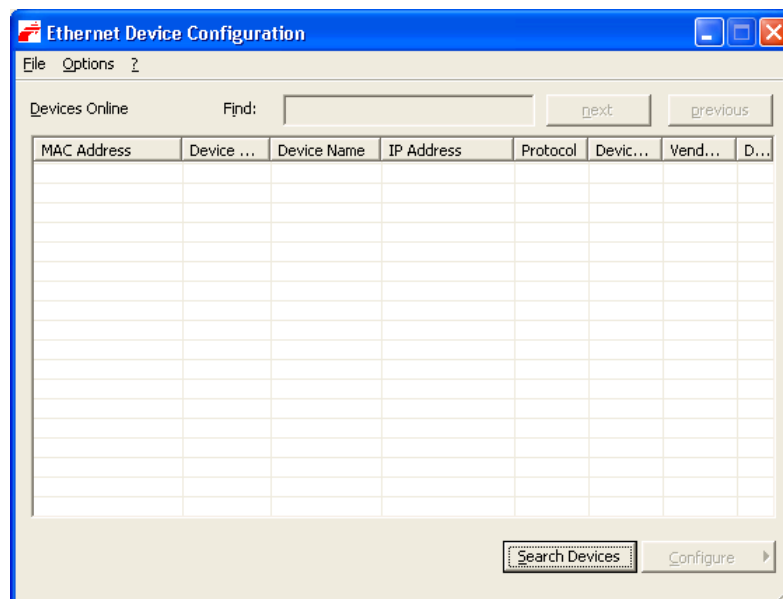 Ethernet Device Configuration
File Options ?
Devices Online Find: next previous
MAC Address Device ... Device Name IP Address Protocol Devic... Vend... D...
Search Devices Configure